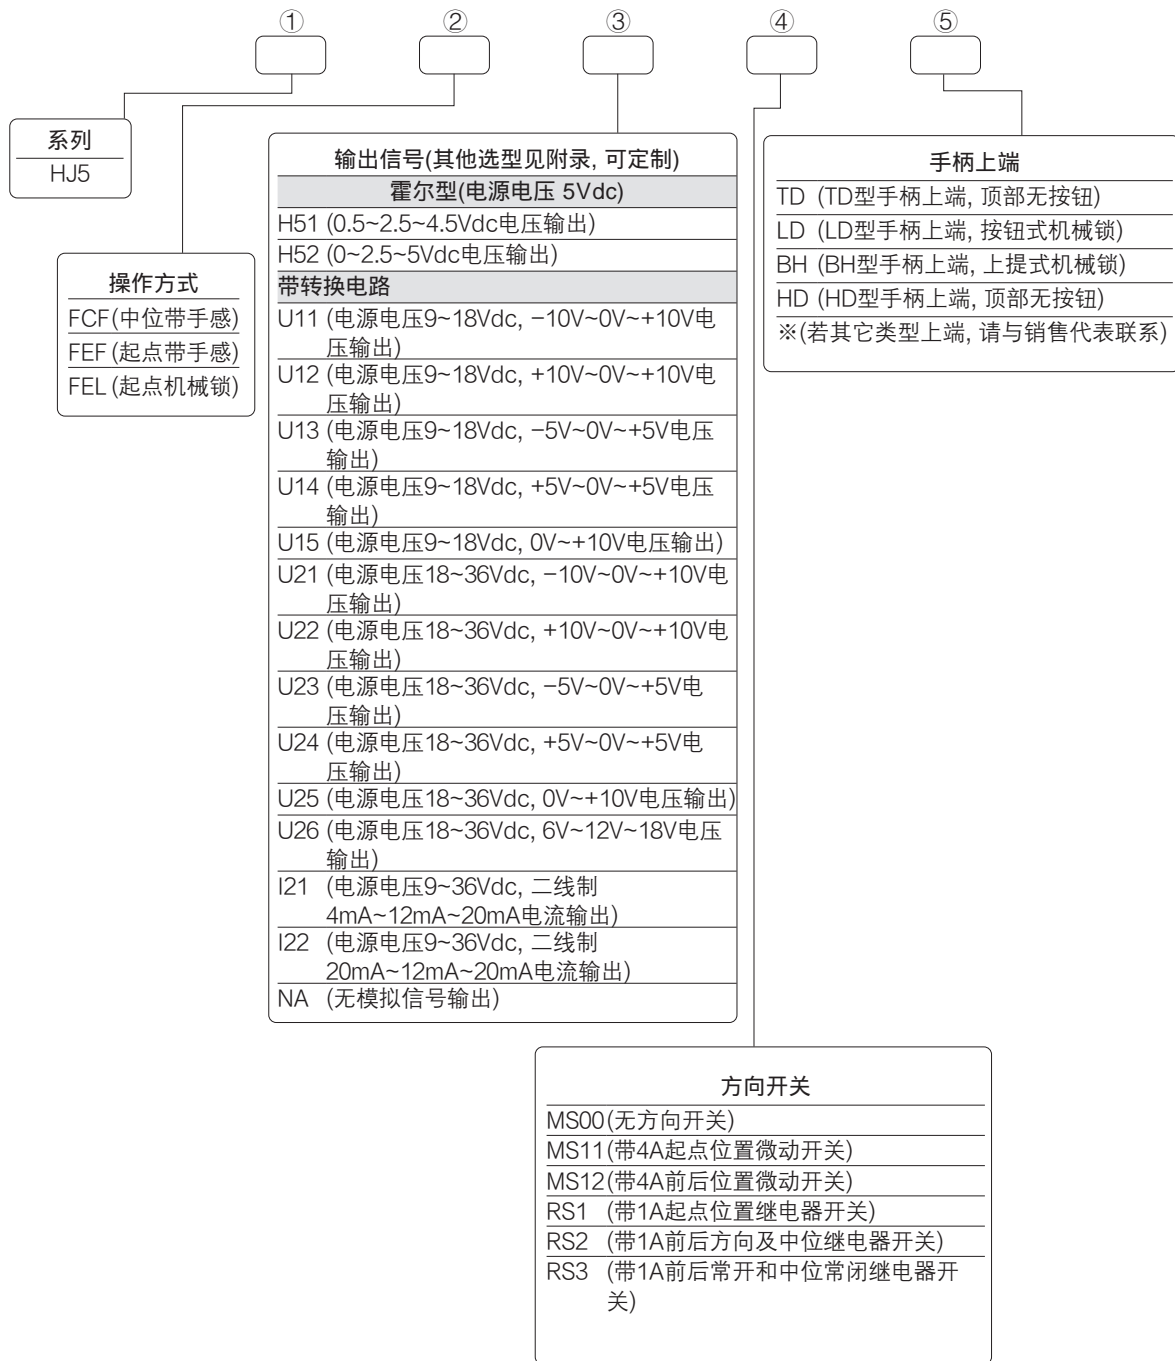 ① ② ③ ④ ⑤
系列
HJ5
操作方式
FCF(中位带手感)
FEF (起点带手感)
FEL (起点机械锁)
输出信号(其他选型见附录, 可定制)
霍尔型(电源电压 5Vdc)
H51 (0.5~2.5~4.5Vdc电压输出)
H52 (0~2.5~5Vdc电压输出)
带转换电路
U11 (电源电压9~18Vdc, −10V~0V~+10V电
压输出)
U12 (电源电压9~18Vdc, +10V~0V~+10V电
压输出)
U13 (电源电压9~18Vdc, −5V~0V~+5V电压
输出)
U14 (电源电压9~18Vdc, +5V~0V~+5V电压
输出)
U15 (电源电压9~18Vdc, 0V~+10V电压输出)
U21 (电源电压18~36Vdc, −10V~0V~+10V电
压输出)
U22 (电源电压18~36Vdc, +10V~0V~+10V电
压输出)
U23 (电源电压18~36Vdc, −5V~0V~+5V电
压输出)
U24 (电源电压18~36Vdc, +5V~0V~+5V电
压输出)
U25 (电源电压18~36Vdc, 0V~+10V电压输出)
U26 (电源电压18~36Vdc, 6V~12V~18V电压
输出)
I21 (电源电压9~36Vdc, 二线制
4mA~12mA~20mA电流输出)
I22 (电源电压9~36Vdc, 二线制
20mA~12mA~20mA电流输出)
NA (无模拟信号输出)
方向开关
MS00(无方向开关)
MS11(带4A起点位置微动开关)
MS12(带4A前后位置微动开关)
RS1 (带1A起点位置继电器开关)
RS2 (带1A前后方向及中位继电器开关)
RS3 (带1A前后常开和中位常闭继电器开
关)
手柄上端
TD (TD型手柄上端, 顶部无按钮)
LD (LD型手柄上端, 按钮式机械锁)
BH (BH型手柄上端, 上提式机械锁)
HD (HD型手柄上端, 顶部无按钮)
※(若其它类型上端, 请与销售代表联系)